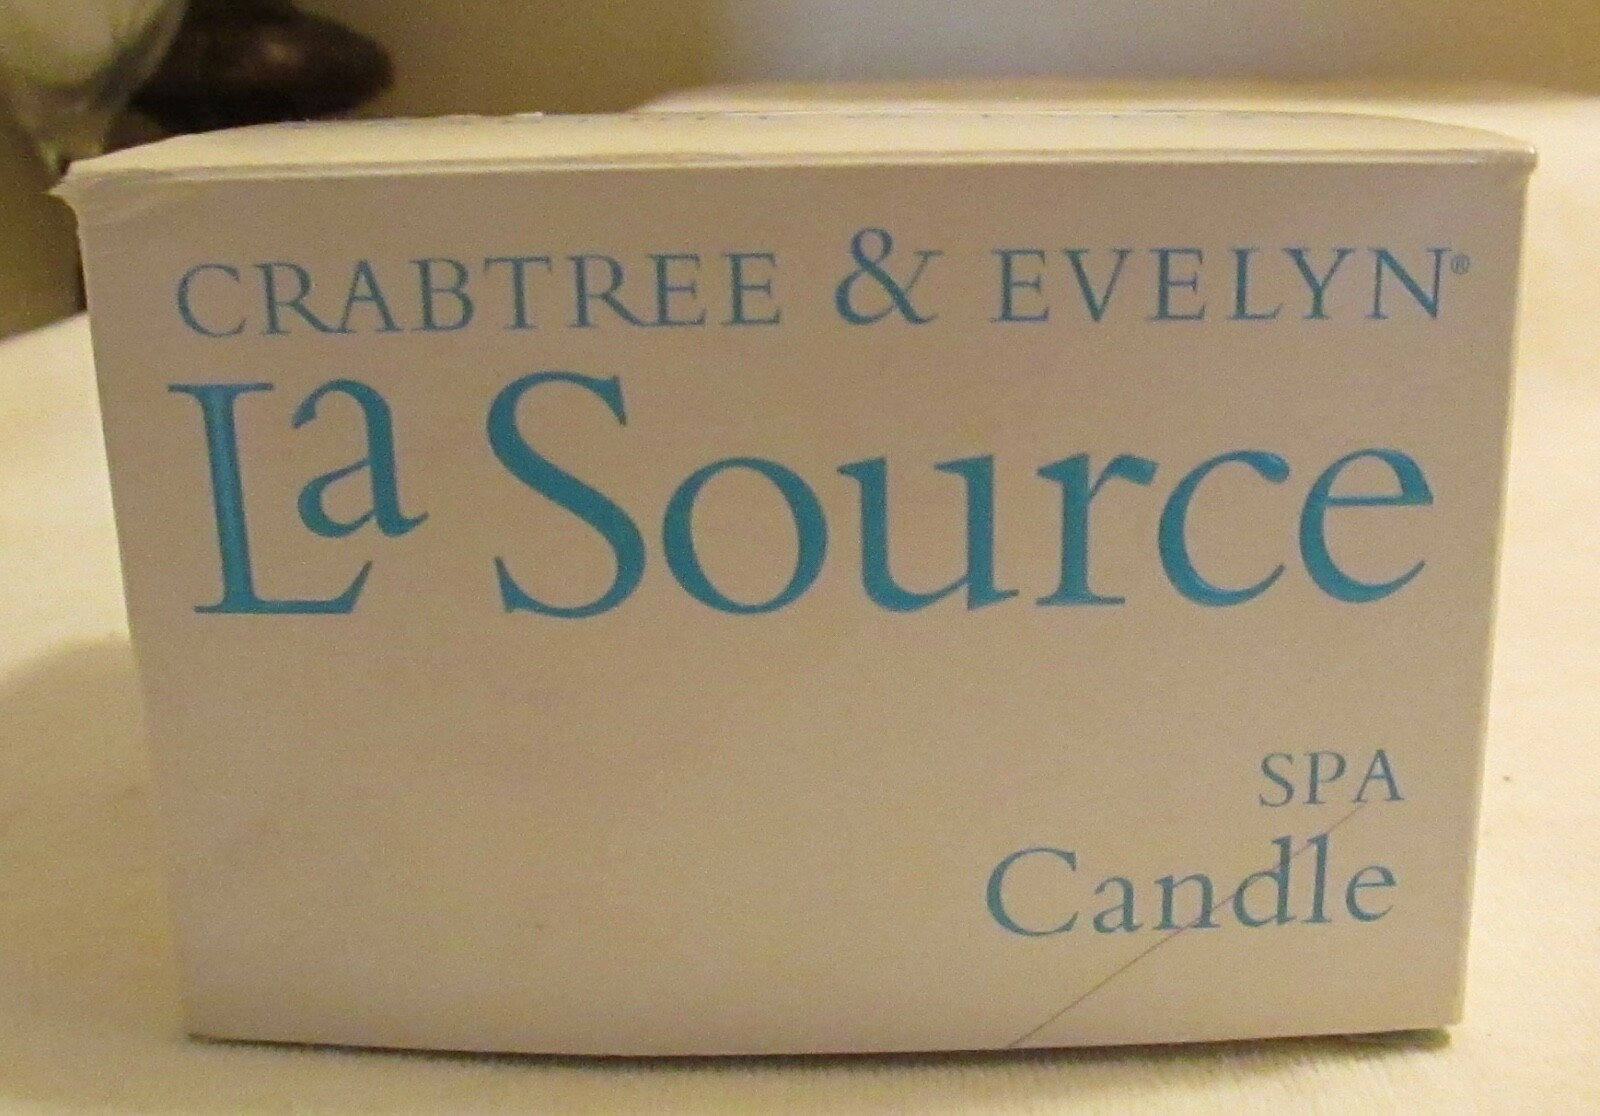 CRABTREE & EVELYN®
La Source
SPA
Candle